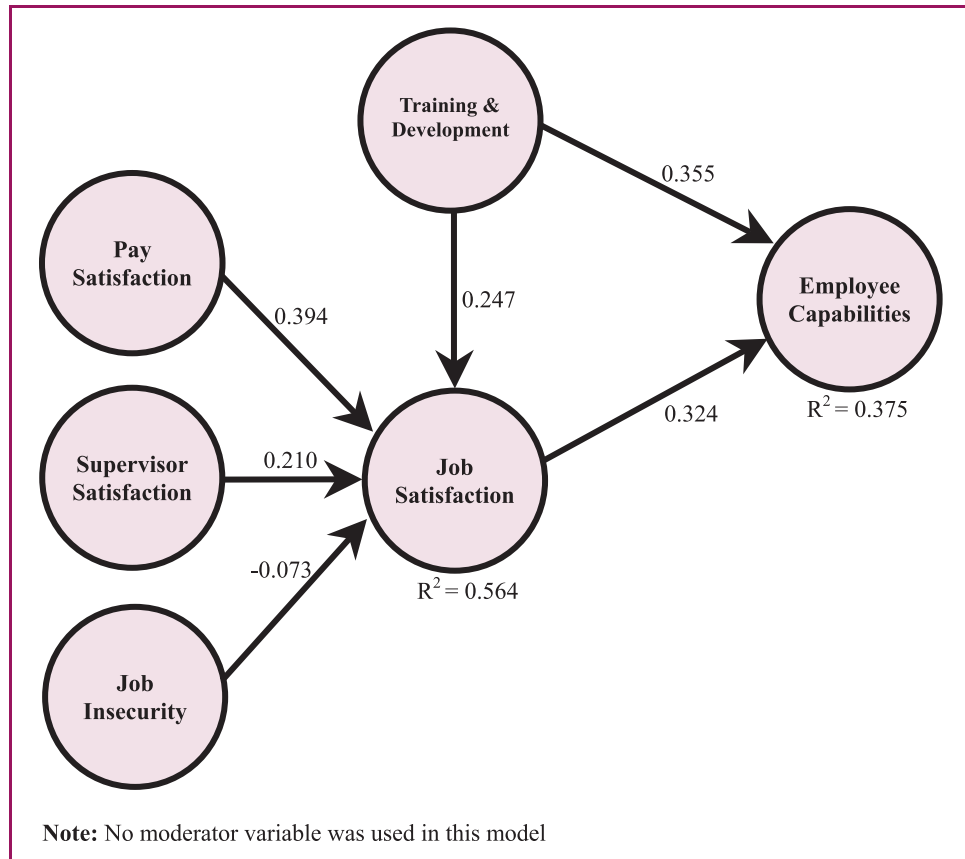 Training &
Development
0.355
Pay
Satisfaction
Employee
Capabilities
0.247
0.394
R² = 0.375
0.324
Supervisor
Satisfaction
0.210
Job
Satisfaction
-0.073
R² = 0.564
Job
Insecurity
Note: No moderator variable was used in this model